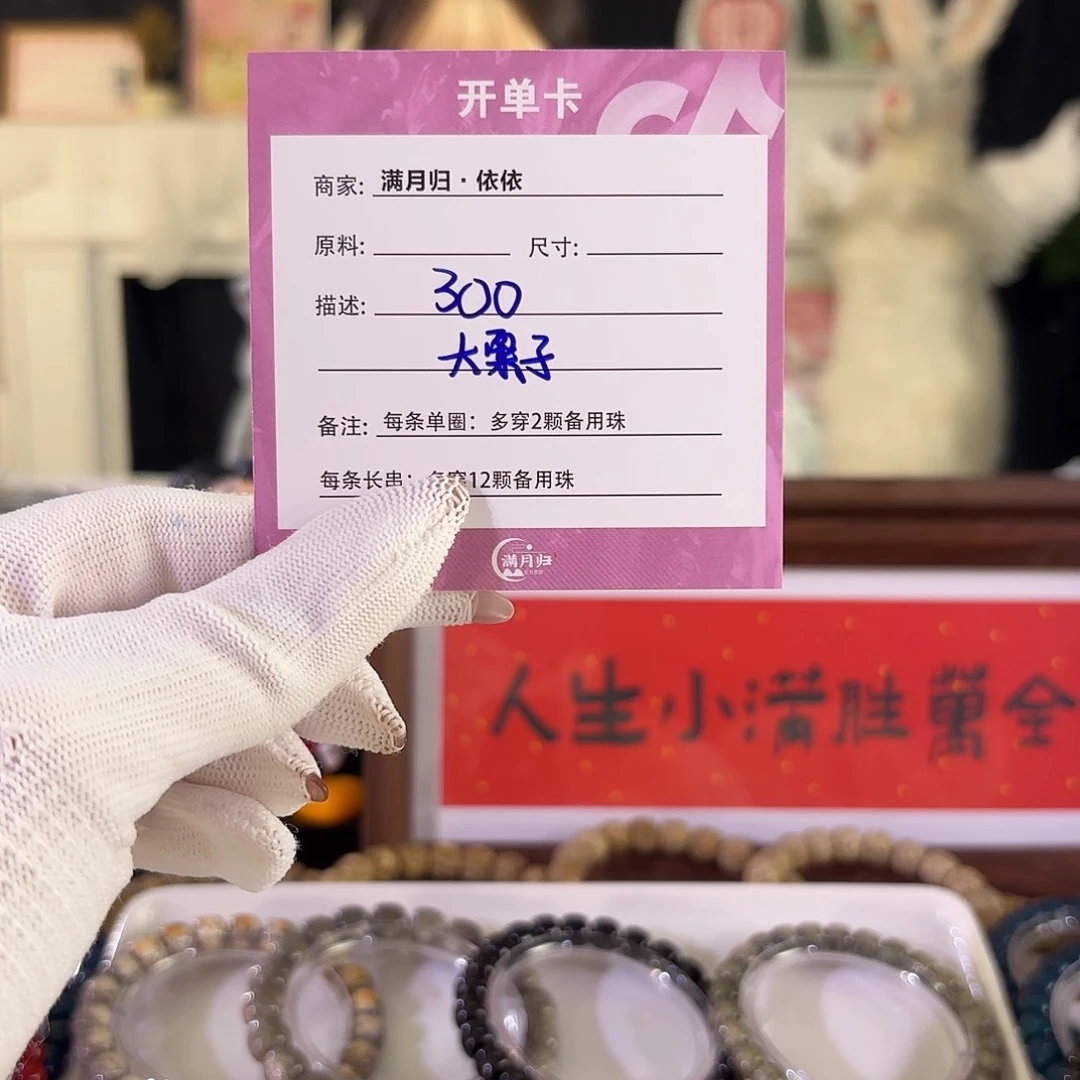 开单卡
商家: 满月归·依依
原料: 尺寸:
描述: 300
大栗子
备注: 每条单圈：多穿2颗备用珠
每条长串：多穿12颗备用珠
满月归
人生小满胜萬全